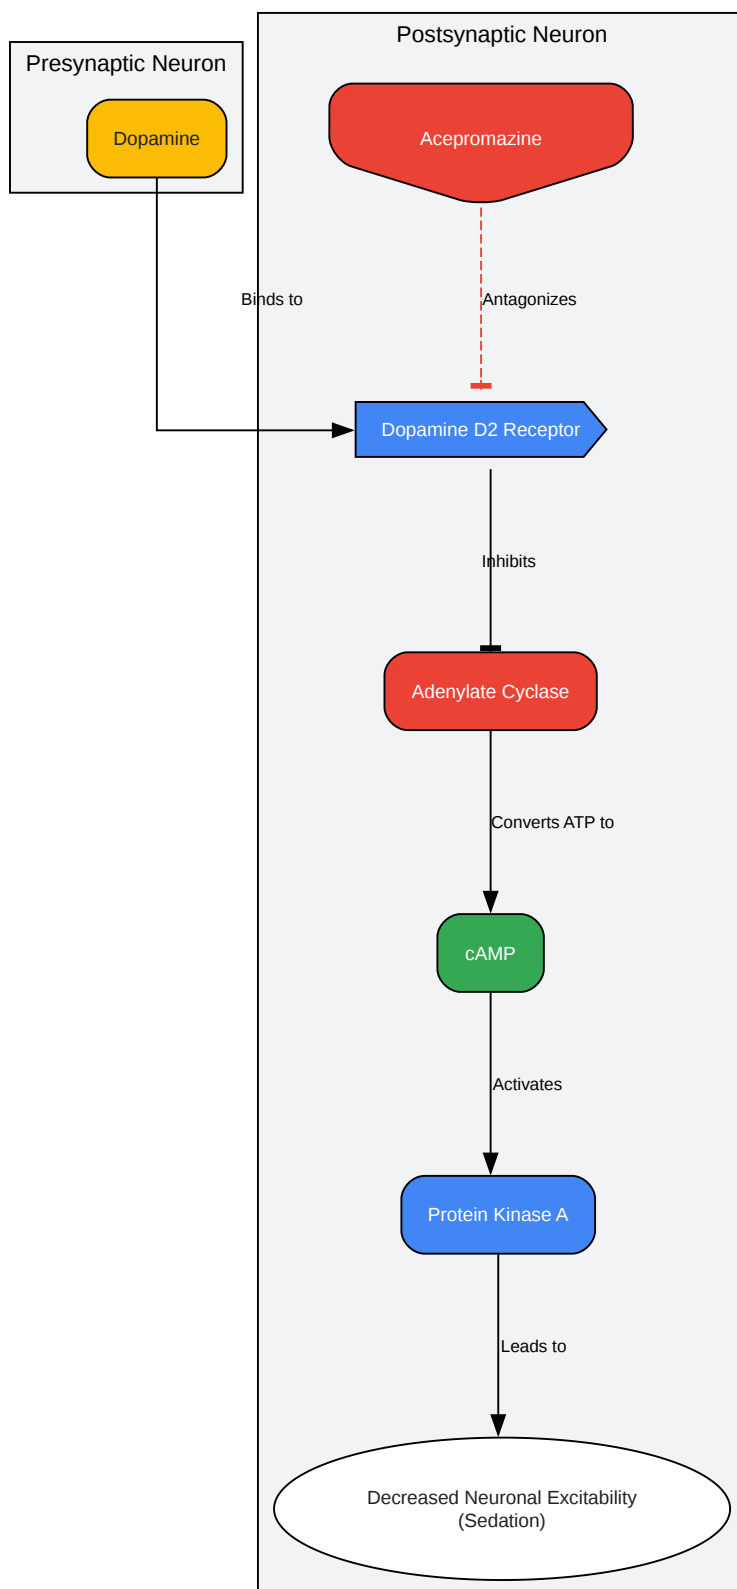 Postsynaptic Neuron
Presynaptic Neuron
Dopamine
Acepromazine
Binds to
Antagonizes
Dopamine D2 Receptor
Inhibits
Adenylate Cyclase
Converts ATP to
cAMP
Activates
Protein Kinase A
Leads to
Decreased Neuronal Excitability
(Sedation)